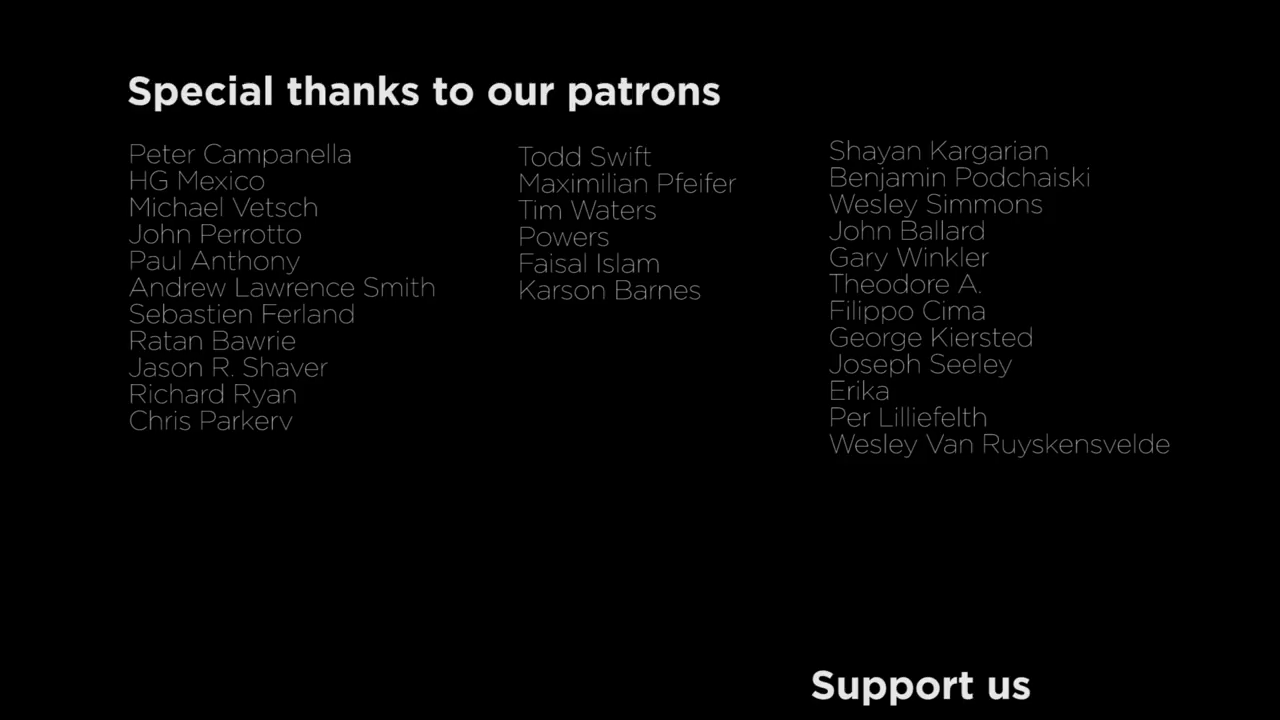 Special thanks to our patrons
Peter Campanella
HG Mexico
Michael Vetsch
John Perrotto
Paul Anthony
Andrew Lawrence Smith
Sebastien Ferland
Ratan Bawrie
Jason R. Shaver
Richard Ryan
Chris Parkerv
Todd Swift
Maximilian Pfeifer
Tim Waters
Powers
Faisal Islam
Karson Barnes
Shayan Kargarian
Benjamin Podchaiski
Wesley Simmons
John Ballard
Gary Winkler
Theodore A.
Filippo Cima
George Kiersted
Joseph Seeley
Erika
Per Lilliefelth
Wesley Van Ruyskensvelde
Support us